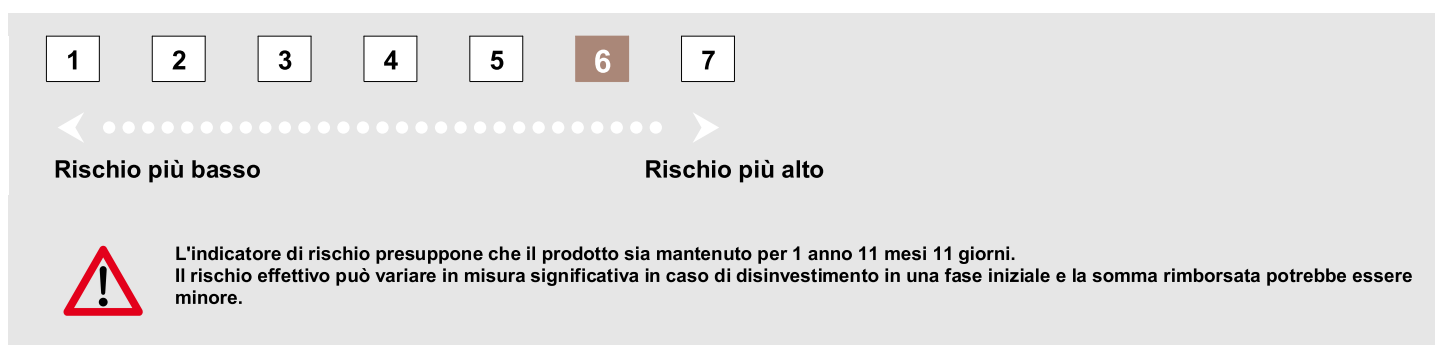 1 2 3 4 5 6 7
Rischio più basso Rischio più alto
L'indicatore di rischio presuppone che il prodotto sia mantenuto per 1 anno 11 mesi 11 giorni.
Il rischio effettivo può variare in misura significativa in caso di disinvestimento in una fase iniziale e la somma rimborsata potrebbe essere
minore.